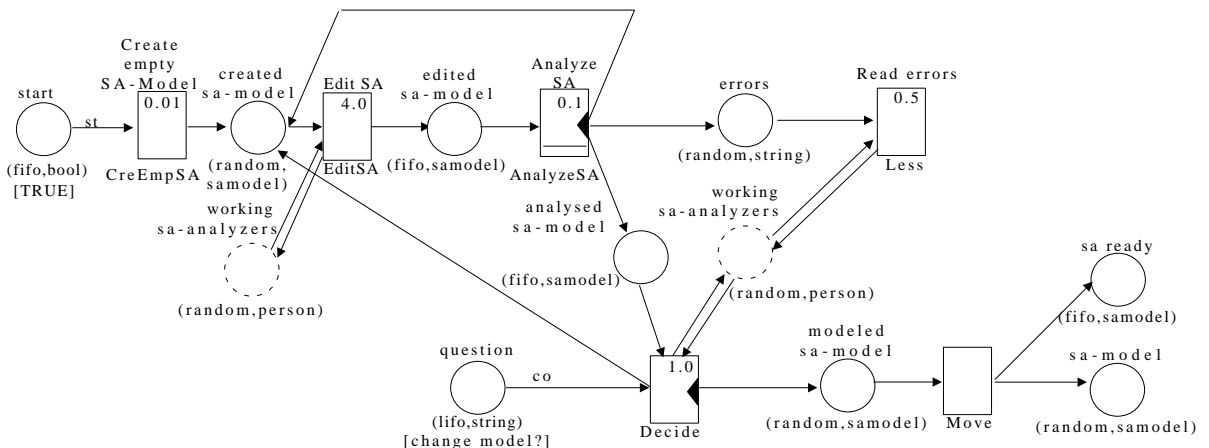 Create
empty
SA-Model
start
created
sa-model
Edit SA
edited
sa-model
Analyze
SA
errors
Read errors
0.01
4.0
0.1
0.5
st
(fifo,bool)
[TRUE]
CreEmpSA
(random,
samodel)
EditSA
(fifo,samodel)
AnalyzeSA
(random,string)
Less
working
sa-analyzers
(random,person)
analysed
sa-model
(fifo,samodel)
working
sa-analyzers
(random,person)
sa ready
(fifo,samodel)
question
co
(lifo,string)
[change model?]
1.0
Decide
modeled
sa-model
(random,samodel)
Move
sa-model
(random,samodel)